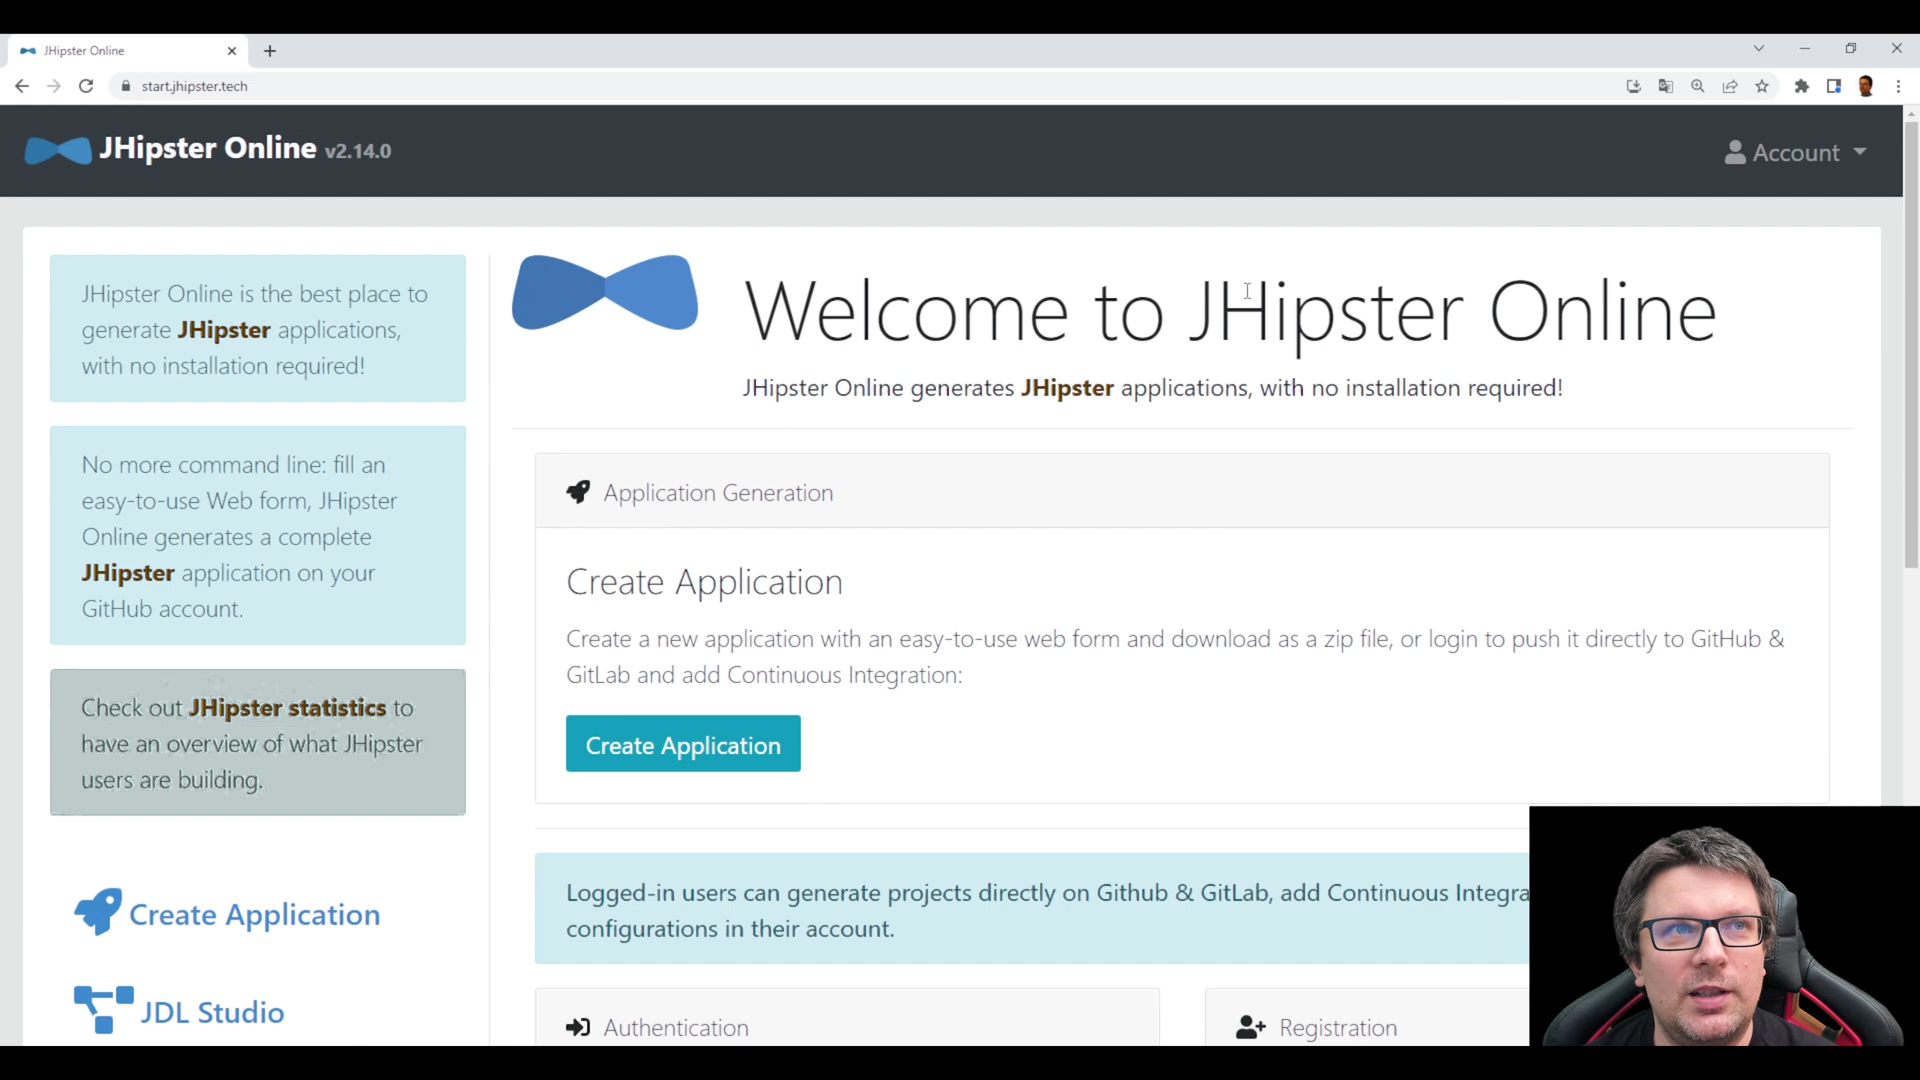 JHipster Online
start.jhipster.tech
JHipster Online v2.14.0
Account
JHipster Online is the best place to
generate JHipster applications,
with no installation required!
No more command line: fill an
easy-to-use Web form, JHipster
Online generates a complete
JHipster application on your
GitHub account.
Check out JHipster statistics to
have an overview of what JHipster
users are building.
Create Application
JDL Studio
Welcome to JHipster Online
JHipster Online generates JHipster applications, with no installation required!
Application Generation
Create Application
Create a new application with an easy-to-use web form and download as a zip file, or login to push it directly to GitHub &
GitLab and add Continuous Integration:
Create Application
Logged-in users can generate projects directly on Github & GitLab, add Continuous Integra
configurations in their account.
Authentication
Registration